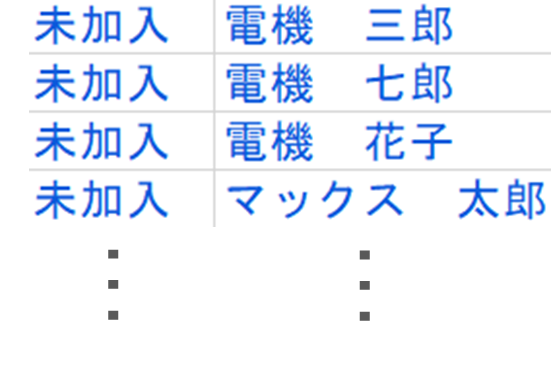 未加入 電機　三郎
未加入 電機　七郎
未加入 電機　花子
未加入 マックス　太郎